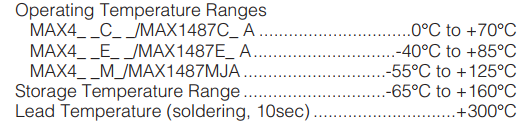 Operating Temperature Ranges
MAX4_ _C_ _/MAX1487C_ A ..................................0°C to +70°C
MAX4_ _E_ _/MAX1487E_ A ...............................-40°C to +85°C
MAX4_ _M_/MAX1487MJA ...............................-55°C to +125°C
Storage Temperature Range ...............................-65°C to +160°C
Lead Temperature (soldering, 10sec) ...............................+300°C